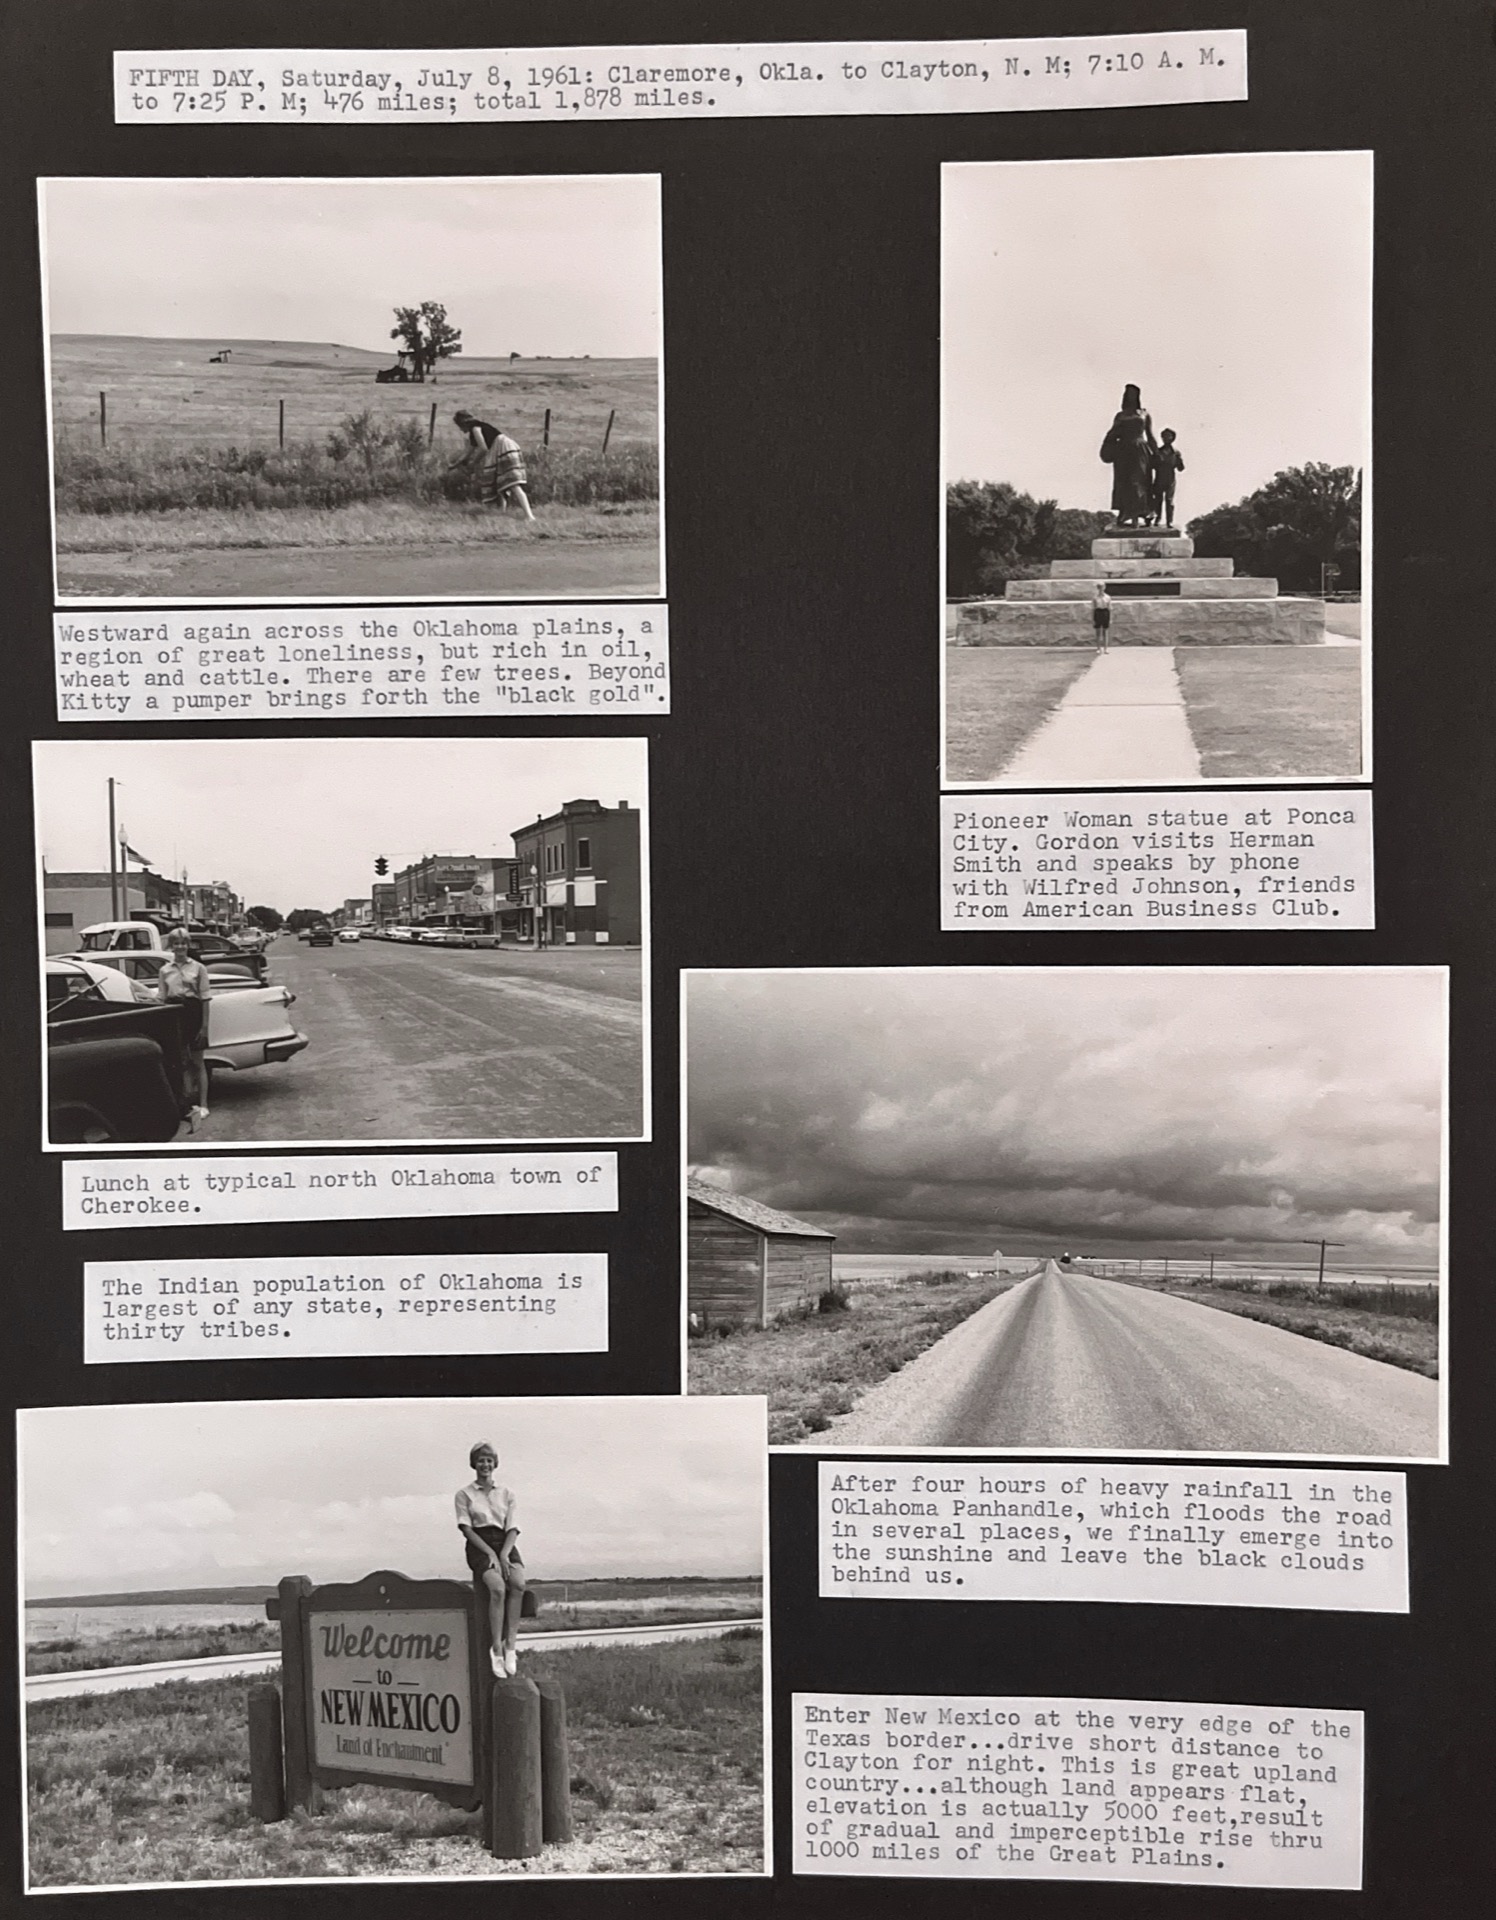 FIFTH DAY, Saturday, July 8, 1961: Claremore, Okla. to Clayton, N. M; 7:10 A. M.
to 7:25 P. M; 476 miles; total 1,878 miles.
Westward again across the Oklahoma plains, a
region of great loneliness, but rich in oil,
wheat and cattle. There are few trees. Beyond
Kitty a pumper brings forth the "black gold".
Pioneer Woman statue at Ponca
City. Gordon visits Herman
Smith and speaks by phone
with Wilfred Johnson, friends
from American Business Club.
Lunch at typical north Oklahoma town of
Cherokee.
The Indian population of Oklahoma is
largest of any state, representing
thirty tribes.
After four hours of heavy rainfall in the
Oklahoma Panhandle, which floods the road
in several places, we finally emerge into
the sunshine and leave the black clouds
behind us.
Welcome
to
NEW MEXICO
Land of Enchantment
Enter New Mexico at the very edge of the
Texas border...drive short distance to
Clayton for night. This is great upland
country...although land appears flat,
elevation is actually 5000 feet,result
of gradual and imperceptible rise thru
1000 miles of the Great Plains.